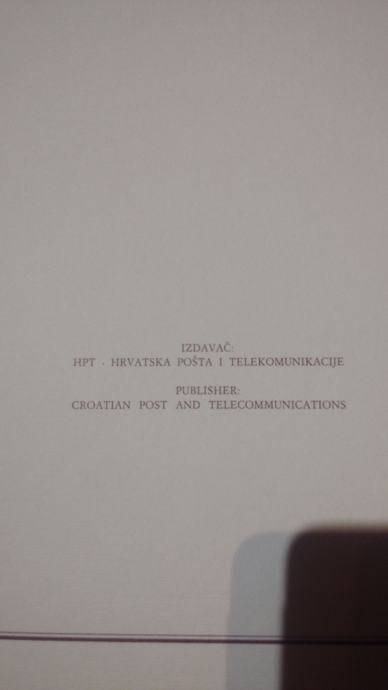 IZDAVAČ:
HPT - HRVATSKA POŠTA I TELEKOMUNIKACIJE
PUBLISHER:
CROATIAN POST AND TELECOMMUNICATIONS